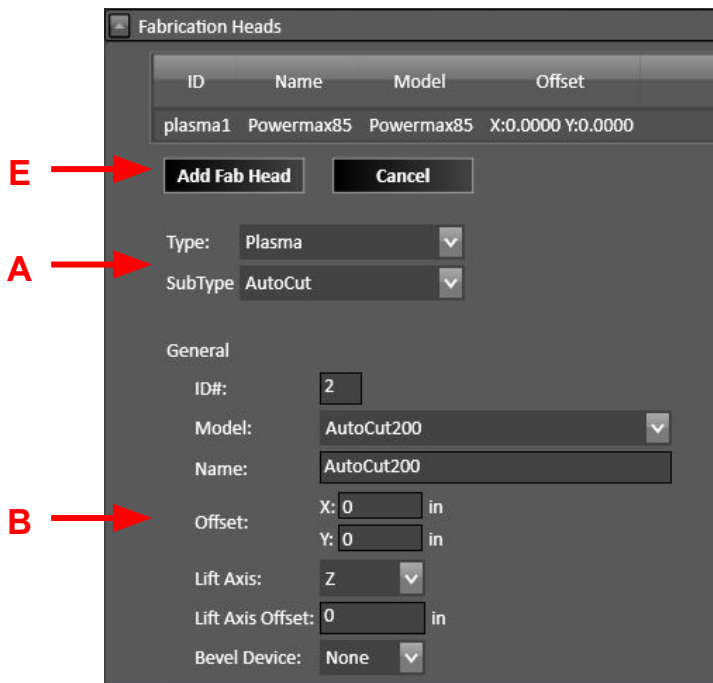 Fabrication Heads
ID Name Model Offset
plasma1 Powermax85 Powermax85 X:0.0000 Y:0.0000
E Add Fab Head Cancel
Type: Plasma
A
SubType AutoCut
General
ID#: 2
Model: AutoCut200
Name: AutoCut200
X: 0 in
B Offset:
Y: 0 in
Lift Axis: Z
Lift Axis Offset: 0 in
Bevel Device: None